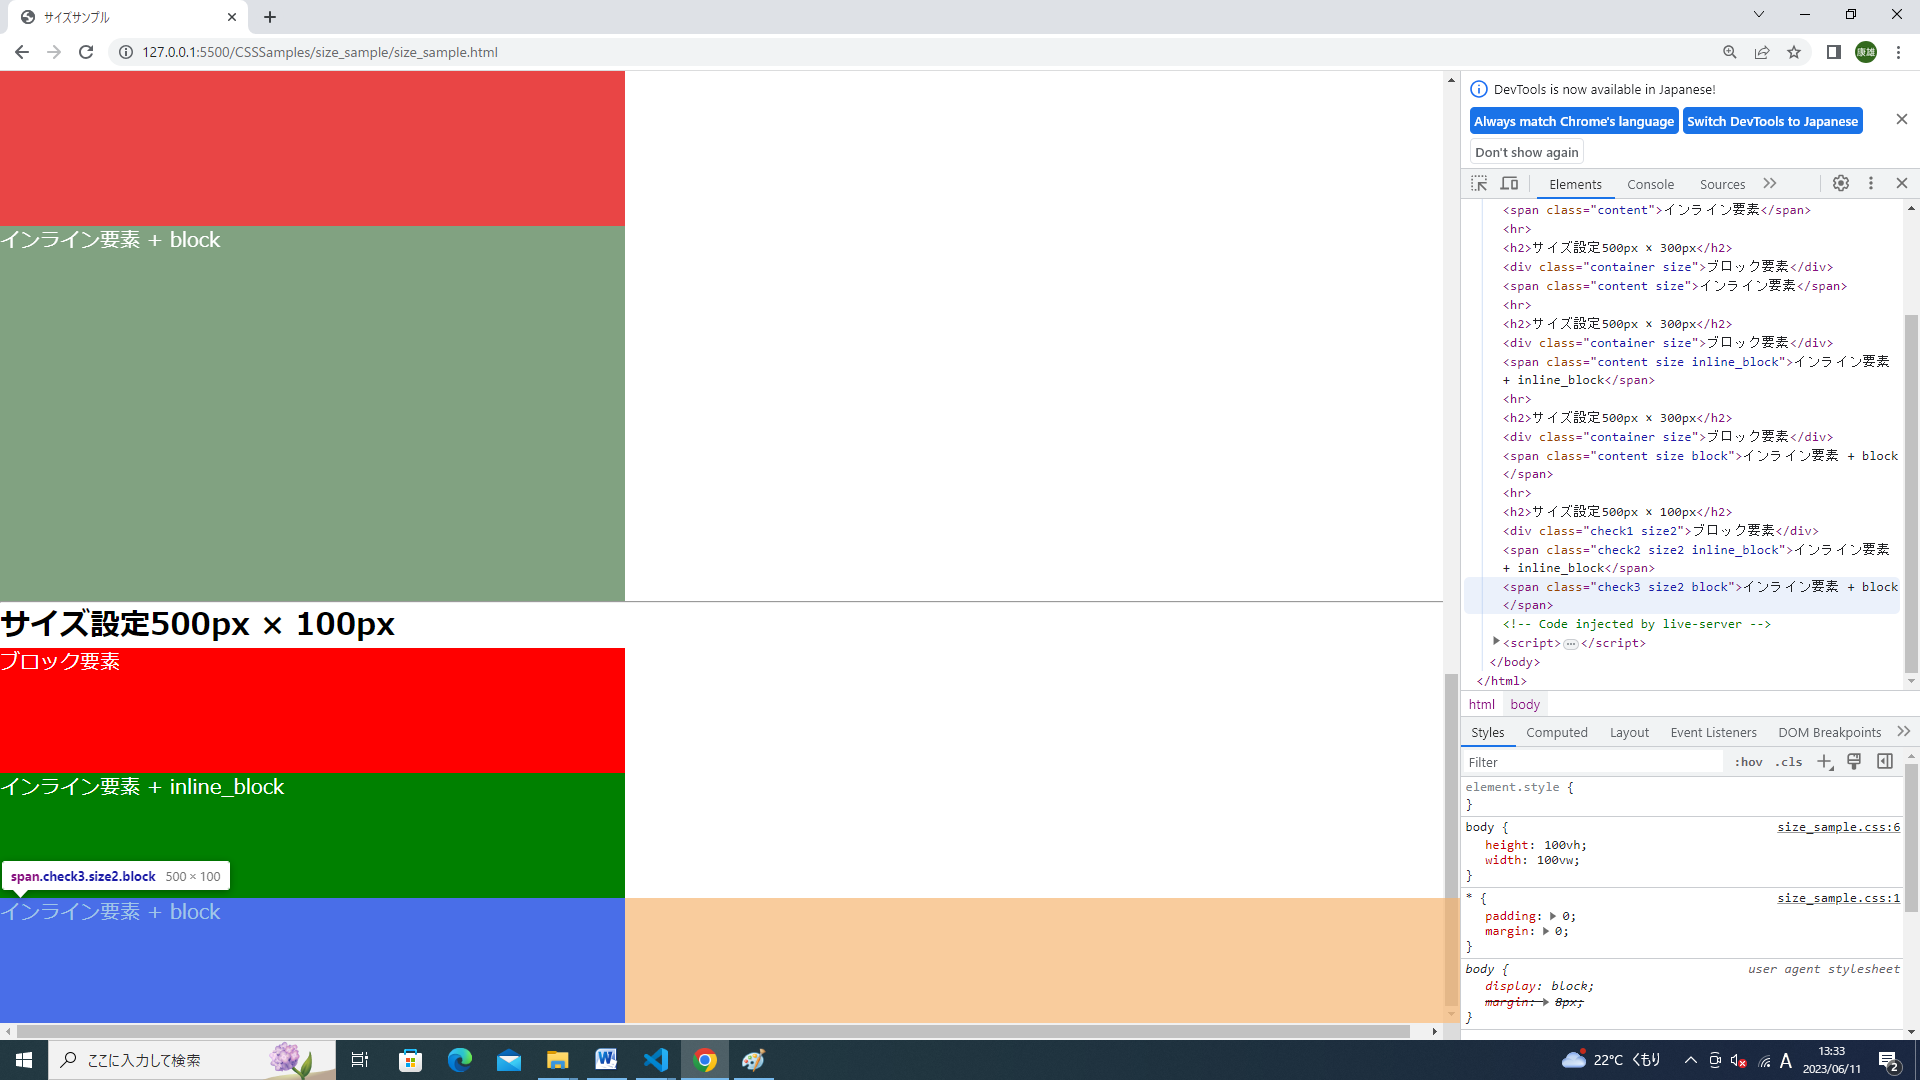 サイズサンプル
127.0.0.1:5500/CSSSamples/size_sample/size_sample.html
康雄
インライン要素 + block
サイズ設定500px × 100px
ブロック要素
インライン要素 + inline_block
span.check3.size2.block 500 × 100
インライン要素 + block
DevTools is now available in Japanese!
Always match Chrome's language
Switch DevTools to Japanese
Don't show again
Elements
Console
Sources
<span class="content">インライン要素</span>
<hr>
<h2>サイズ設定500px × 300px</h2>
<div class="container size">ブロック要素</div>
<span class="content size">インライン要素</span>
<hr>
<h2>サイズ設定500px × 300px</h2>
<div class="container size">ブロック要素</div>
<span class="content size inline_block">インライン要素
+ inline_block</span>
<hr>
<h2>サイズ設定500px × 300px</h2>
<div class="container size">ブロック要素</div>
<span class="content size block">インライン要素 + block
</span>
<hr>
<h2>サイズ設定500px × 100px</h2>
<div class="check1 size2">ブロック要素</div>
<span class="check2 size2 inline_block">インライン要素
+ inline_block</span>
<span class="check3 size2 block">インライン要素 + block
</span>
<!-- Code injected by live-server -->
<script>…</script>
</body>
</html>
html body
Styles Computed Layout Event Listeners DOM Breakpoints
Filter :hov .cls
element.style {
}
body { size_sample.css:6
height: 100vh;
width: 100vw;
}
* { size_sample.css:1
padding: 0;
margin: 0;
}
body { user agent stylesheet
display: block;
margin: 8px;
}
ここに入力して検索
22°C くもり
A
13:33
2023/06/11
2